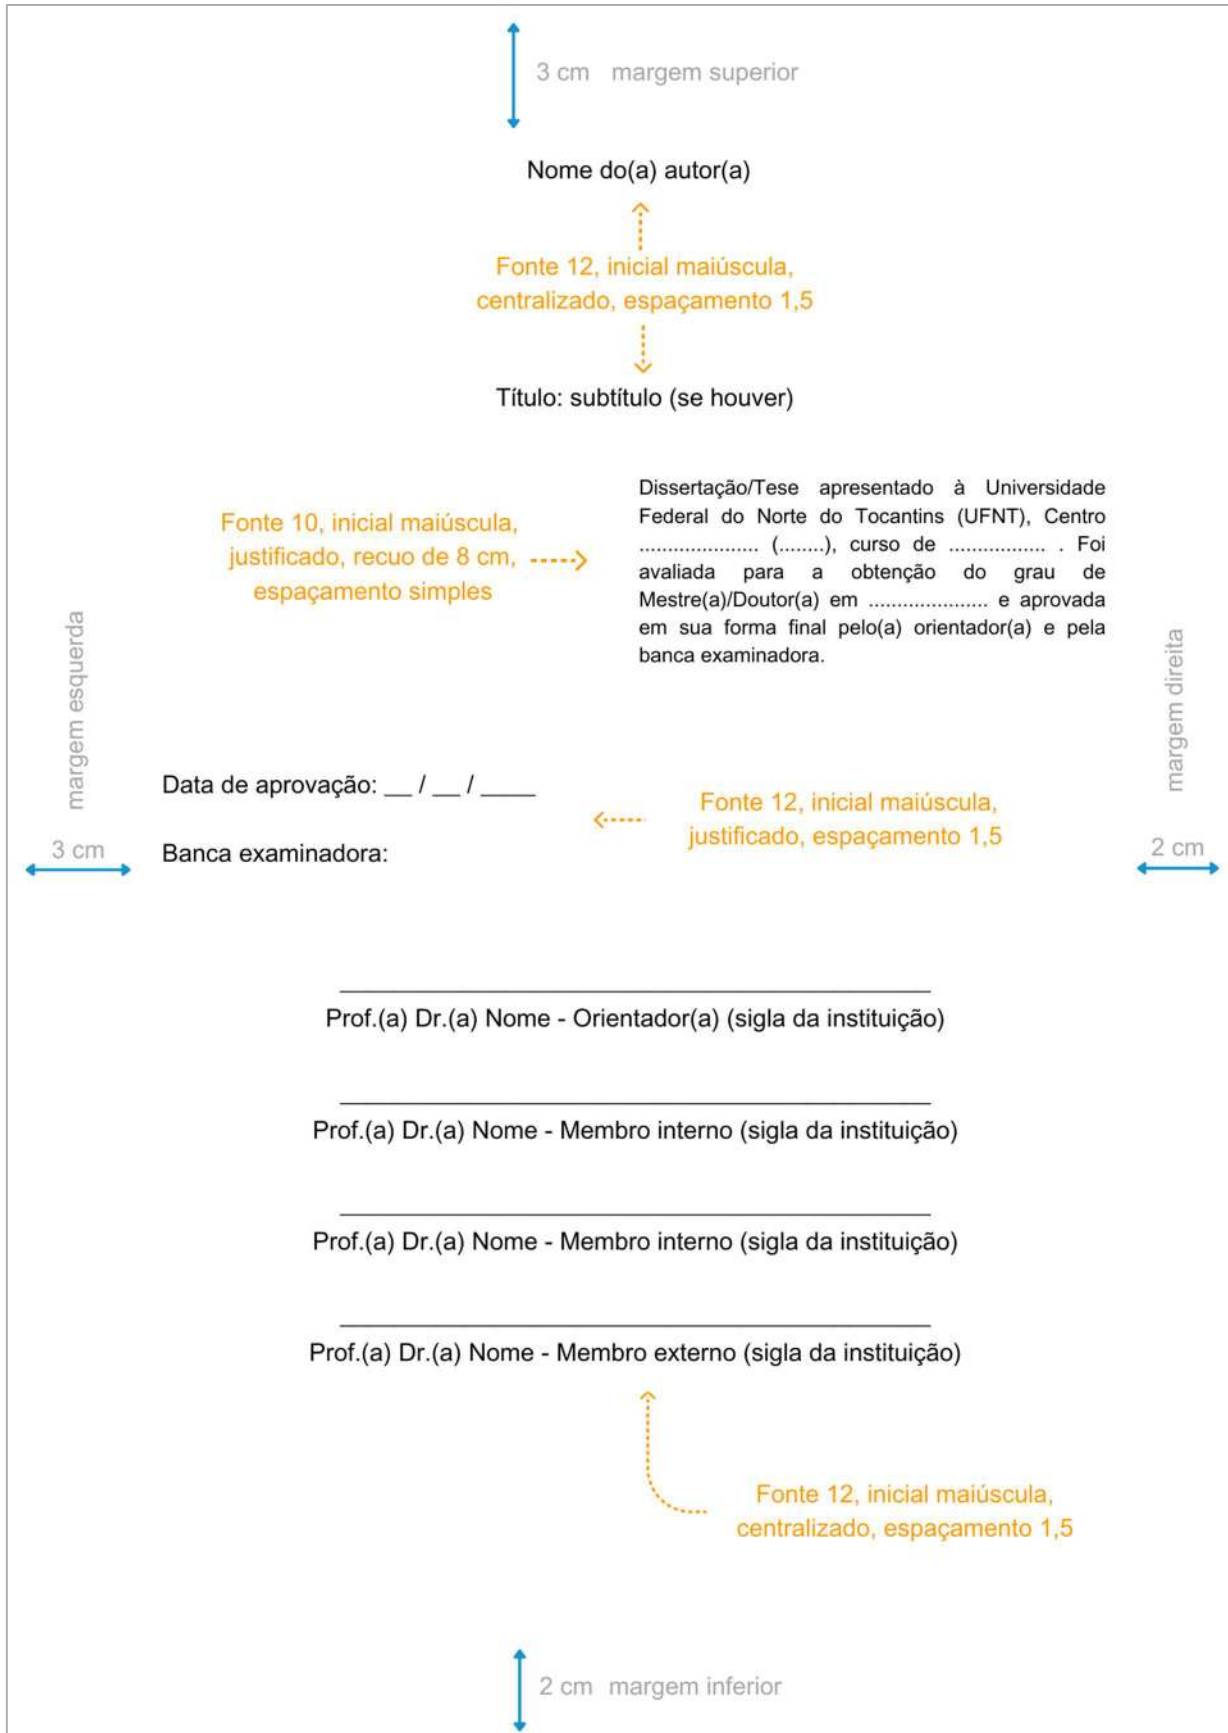 3 cm margem superior
Nome do(a) autor(a)
Fonte 12, inicial maiúscula,
centralizado, espaçamento 1,5
Título: subtítulo (se houver)
Dissertação/Tese apresentado à Universidade
Federal do Norte do Tocantins (UFNT), Centro
..................... (........), curso de ................. . Foi
avaliada para a obtenção do grau de
Mestre(a)/Doutor(a) em ..................... e aprovada
em sua forma final pelo(a) orientador(a) e pela
banca examinadora.
Fonte 10, inicial maiúscula,
justificado, recuo de 8 cm,
espaçamento simples
margem esquerda
3 cm
margem direita
2 cm
Data de aprovação: __ / __ / ____
Fonte 12, inicial maiúscula,
justificado, espaçamento 1,5
Banca examinadora:
Prof.(a) Dr.(a) Nome - Orientador(a) (sigla da instituição)
Prof.(a) Dr.(a) Nome - Membro interno (sigla da instituição)
Prof.(a) Dr.(a) Nome - Membro interno (sigla da instituição)
Prof.(a) Dr.(a) Nome - Membro externo (sigla da instituição)
Fonte 12, inicial maiúscula,
centralizado, espaçamento 1,5
2 cm margem inferior